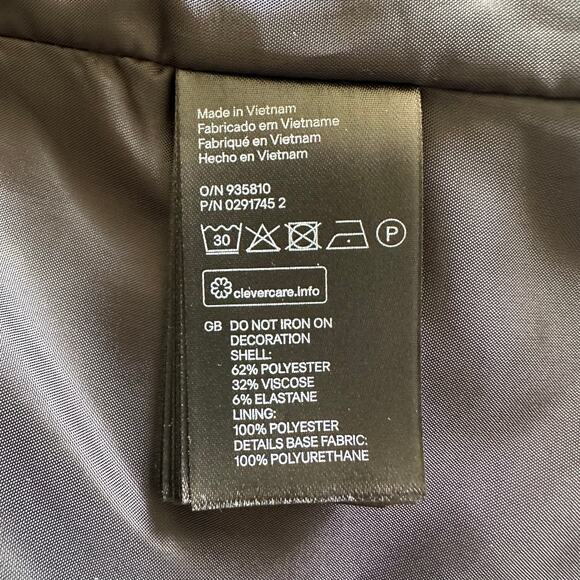 Made in Vietnam
Fabricado em Vietname
Fabriqué en Vietnam
Hecho en Vietnam
O/N 935810
P/N 0291745 2
30 P
clevercare.info
GB DO NOT IRON ON
DECORATION
SHELL:
62% POLYESTER
32% VISCOSE
6% ELASTANE
LINING:
100% POLYESTER
DETAILS BASE FABRIC:
100% POLYURETHANE